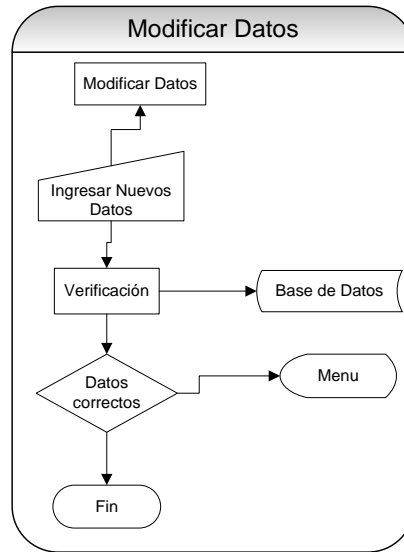 Modificar Datos
Modificar Datos
Ingresar Nuevos
Datos
Verificación
Base de Datos
Datos
correctos
Menu
Fin